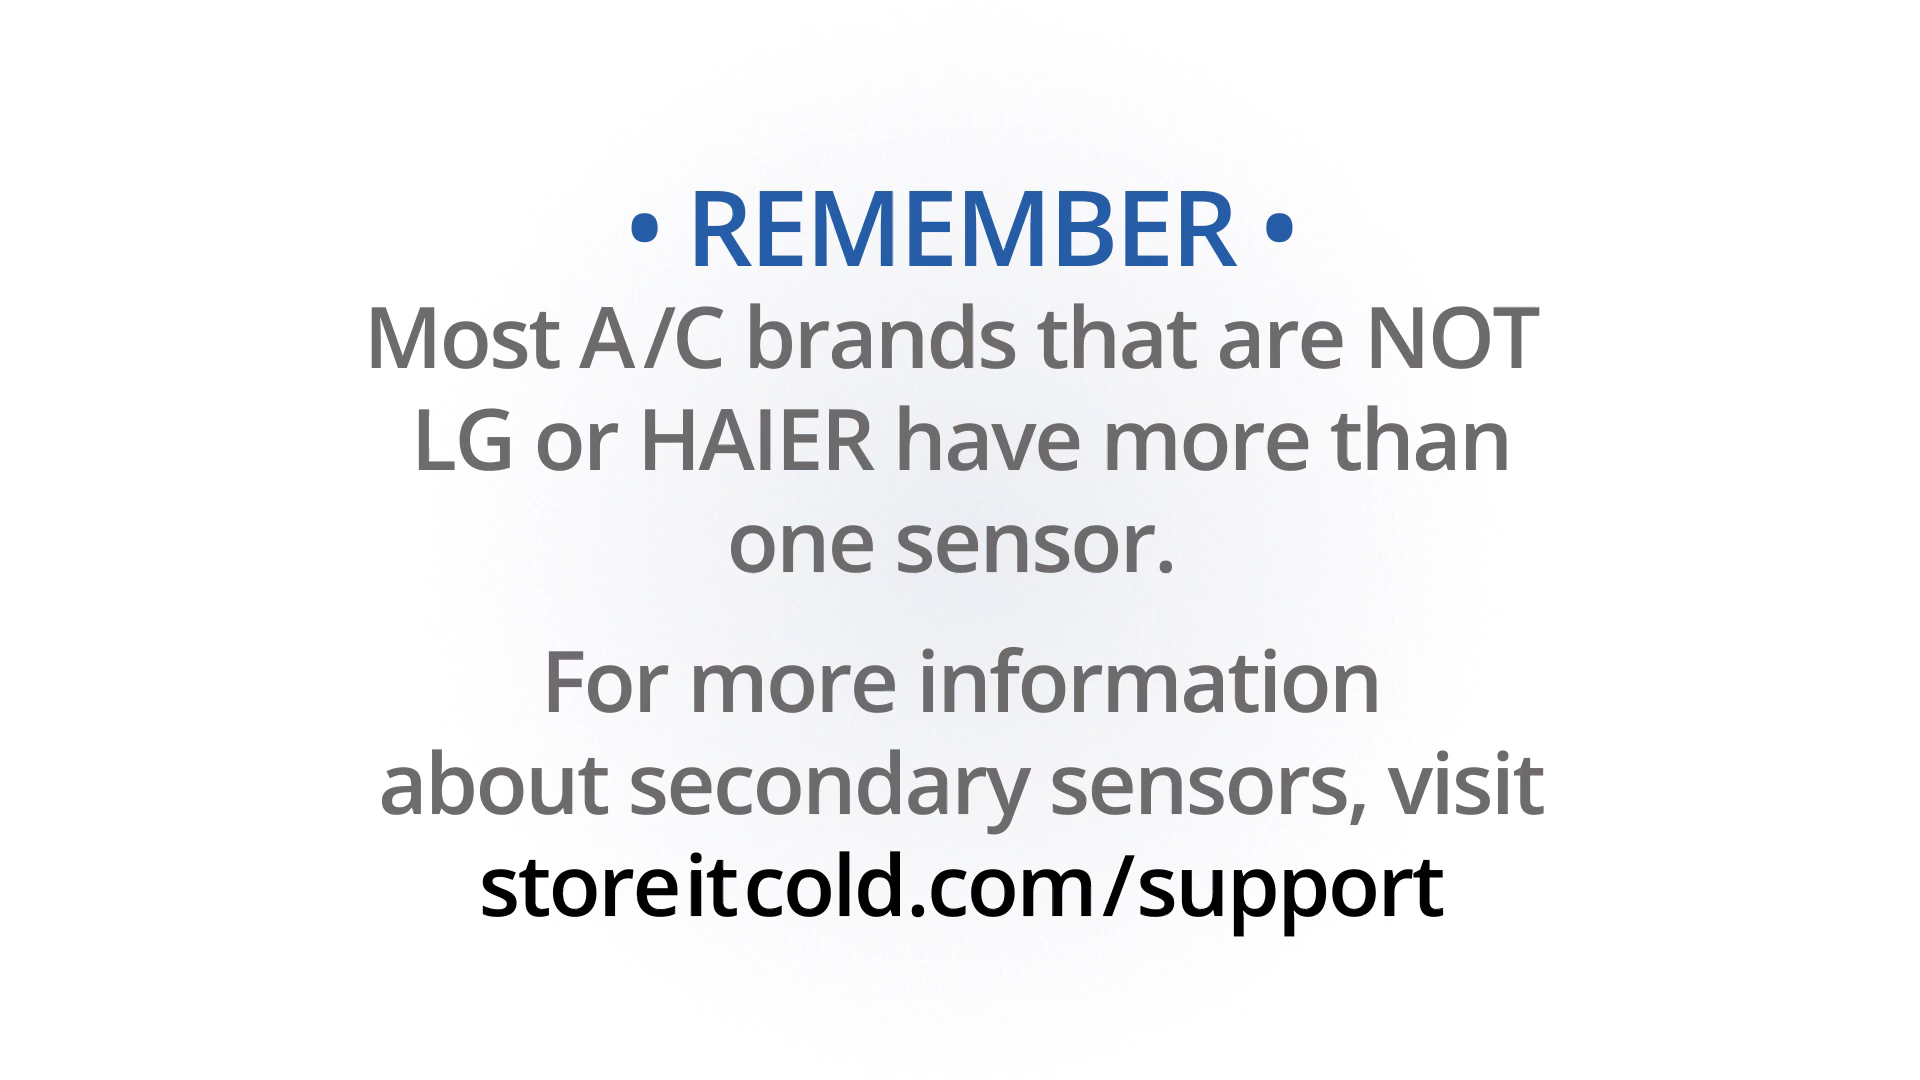 • REMEMBER •
Most A/C brands that are NOT
LG or HAIER have more than
one sensor.
For more information
about secondary sensors, visit
storeitcold.com/support